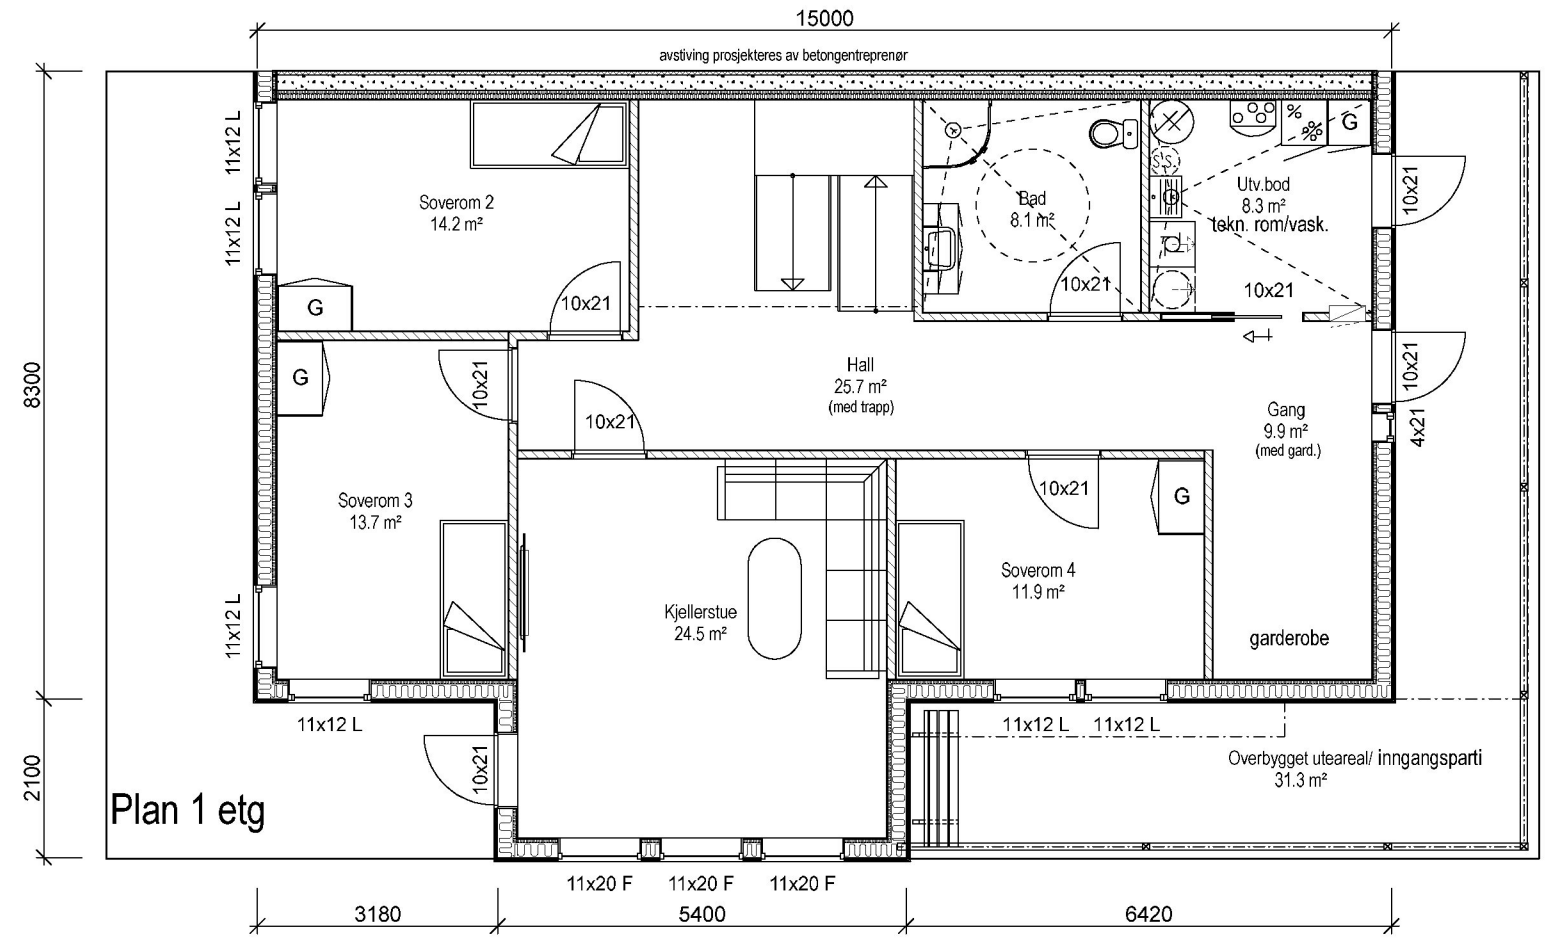 15000
avstiving prosjekteres av betongentreprenør
11x12 L
11x12 L
Soverom 2
14.2 m²
G
10x21
Bad
8.1 m²
10x21
S.S.
G
Utv.bod
8.3 m²
tekn. rom/vask.
10x21
10x21
8300
G
10x21
10x21
Hall
25.7 m²
(med trapp)
Gang
9.9 m²
(med gard.)
10x21
4x21
Soverom 3
13.7 m²
11x12 L
10x21
G
Soverom 4
11.9 m²
Kjellerstue
24.5 m²
garderobe
11x12 L
11x12 L
11x12 L
10x21
Overbygget uteareal/ inngangsparti
31.3 m²
2100
Plan 1 etg
11x20 F
11x20 F
11x20 F
3180
5400
6420